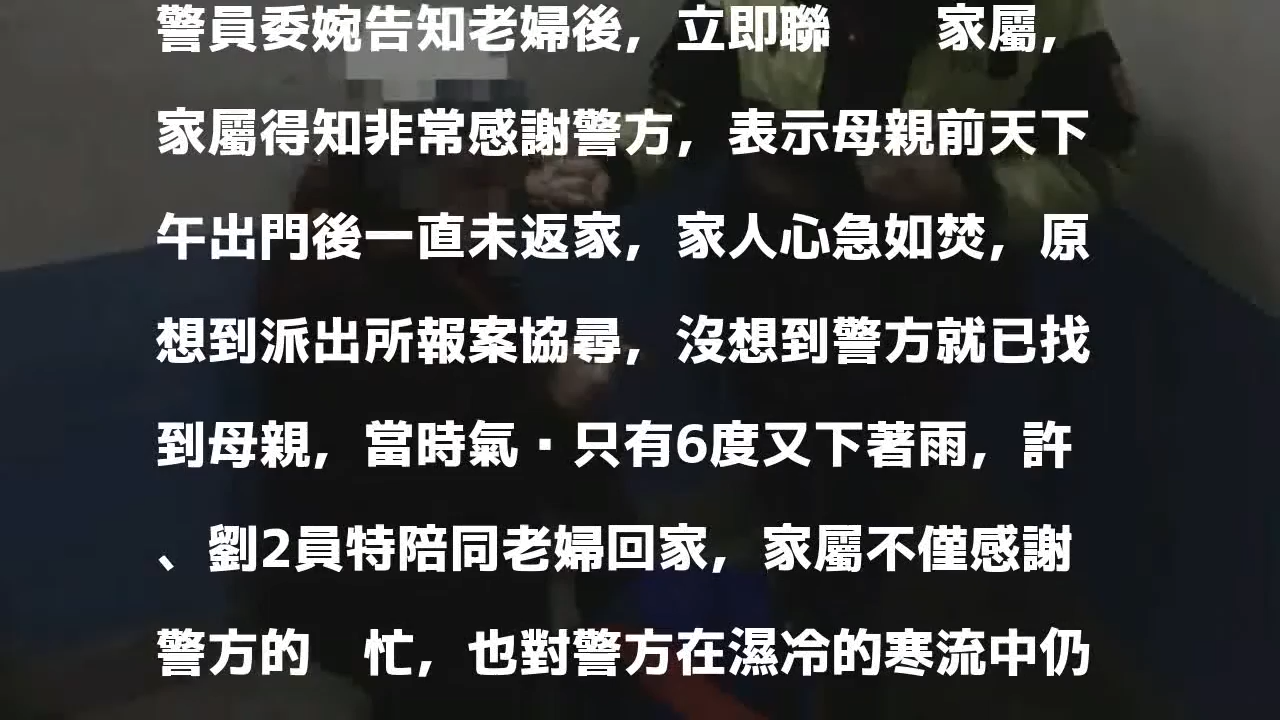 警員委婉告知老婦後，立即聯　　家屬，
家屬得知非常感謝警方，表示母親前天下
午出門後一直未返家，家人心急如焚，原
想到派出所報案協尋，沒想到警方就已找
到母親，當時氣▪只有6度又下著雨，許
、劉2員特陪同老婦回家，家屬不僅感謝
警方的　忙，也對警方在濕冷的寒流中仍